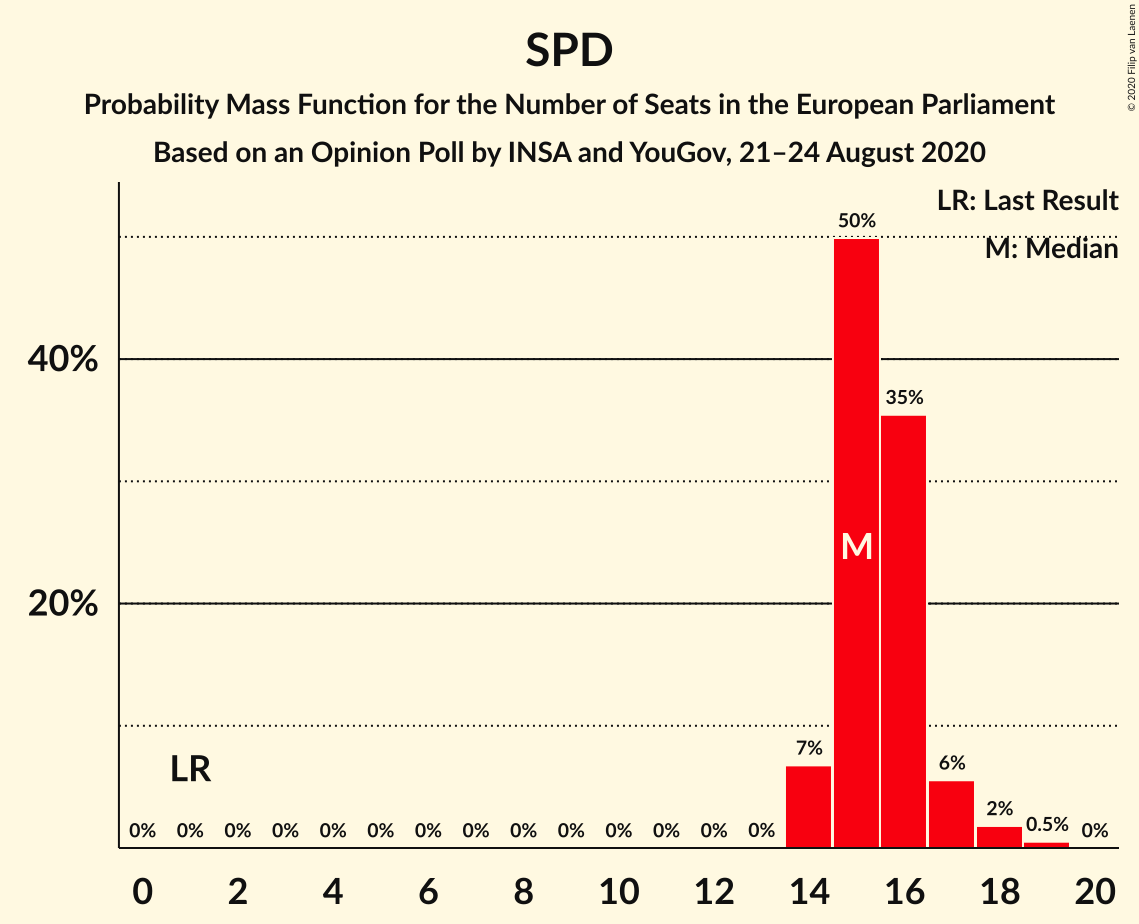 SPD
Probability Mass Function for the Number of Seats in the European Parliament
Based on an Opinion Poll by INSA and YouGov, 21–24 August 2020
© 2020 Filip van Laenen
LR: Last Result
M: Median
50%
40%
35%
M
20%
LR
7%
6%
2%
0.5%
0% 0% 0% 0% 0% 0% 0% 0% 0% 0% 0% 0% 0% 0% 0%
0 2 4 6 8 10 12 14 16 18 20